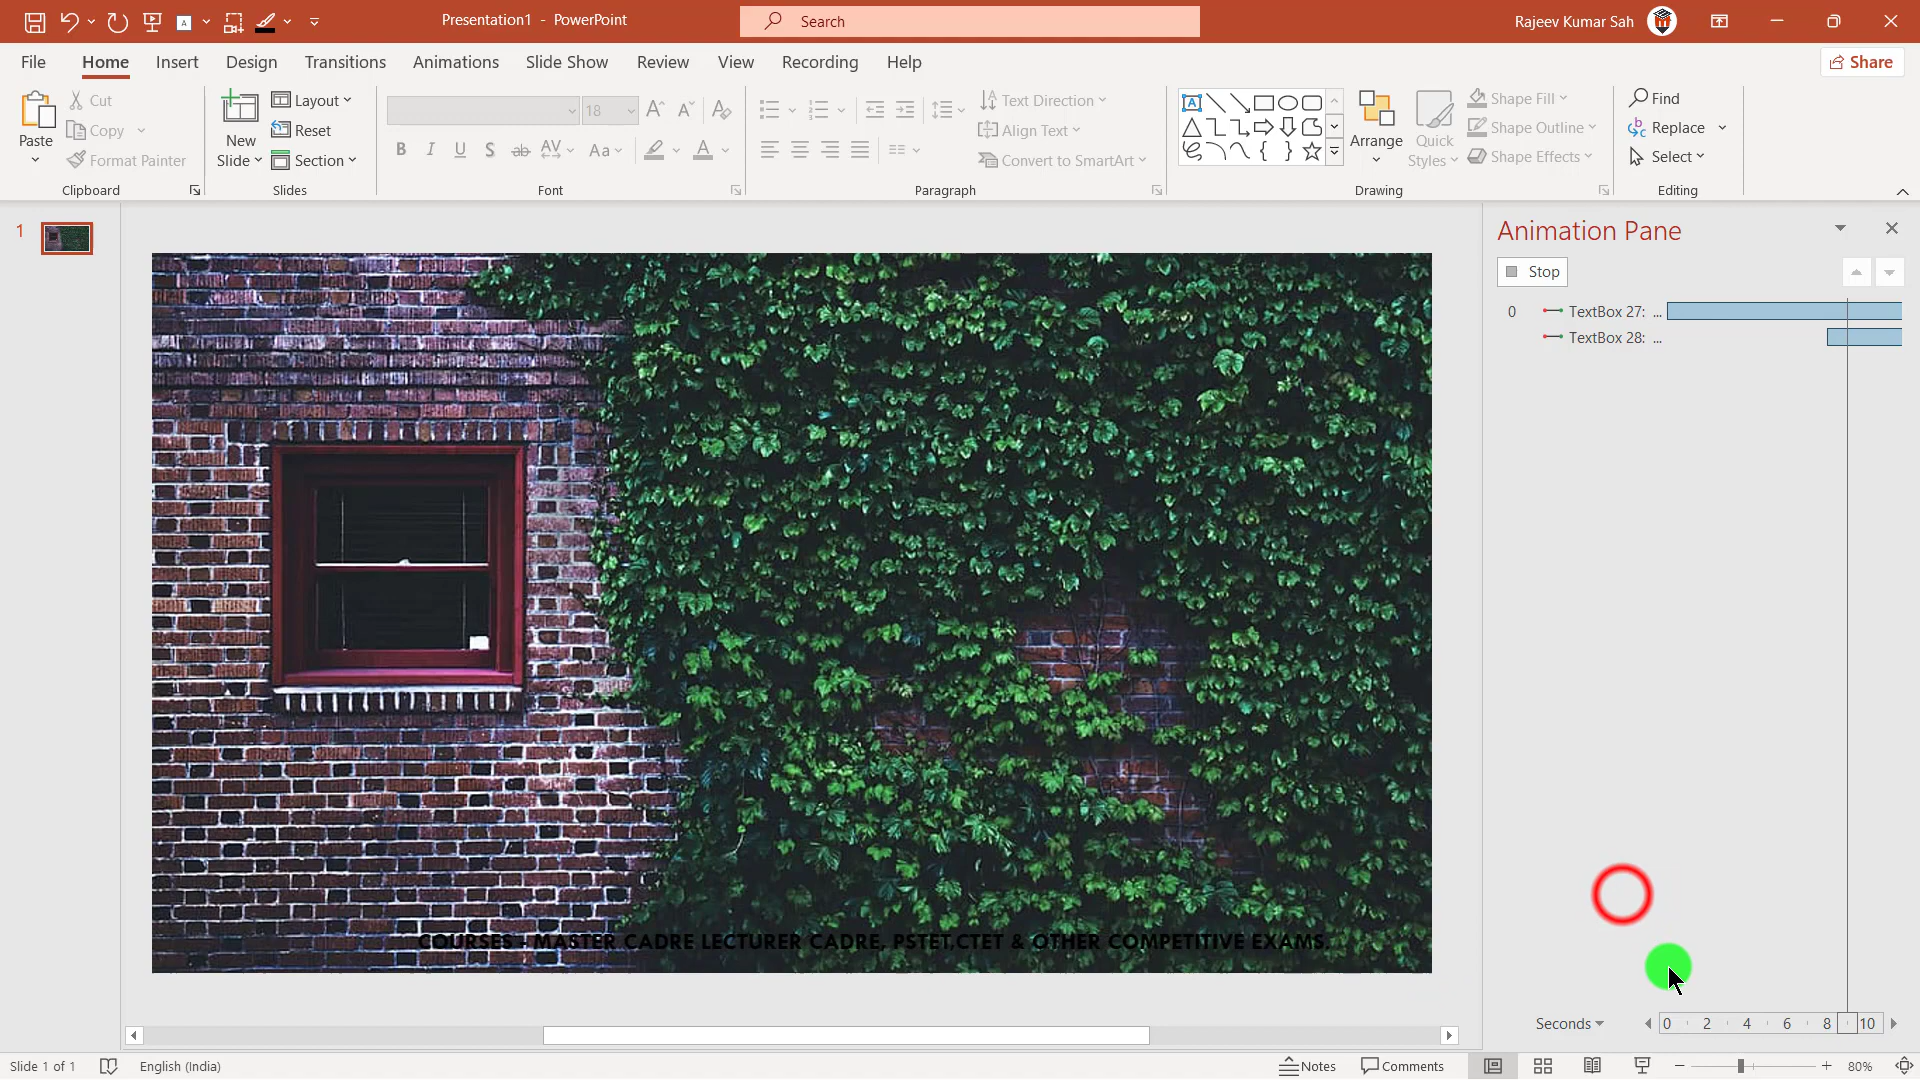 Presentation1 - PowerPoint
Search
Rajeev Kumar Sah
File Home Insert Design Transitions Animations Slide Show Review View Recording Help
Share
Paste
Cut
Copy
Format Painter
Clipboard
New Slide
Layout
Reset
Section
Slides
18
B I U S ab AV Aa A
Font
Text Direction
Align Text
Convert to SmartArt
Paragraph
Arrange
Quick Styles
Shape Fill
Shape Outline
Shape Effects
Drawing
Find
Replace
Select
Editing
1
COURSES - MASTER CADRE LECTURER CADRE, PSTET,CTET & OTHER COMPETITIVE EXAMS.
Animation Pane
Stop
0 TextBox 27: ...
TextBox 28: ...
Seconds 0 2 4 6 8 10
Slide 1 of 1 English (India) Notes Comments 80%